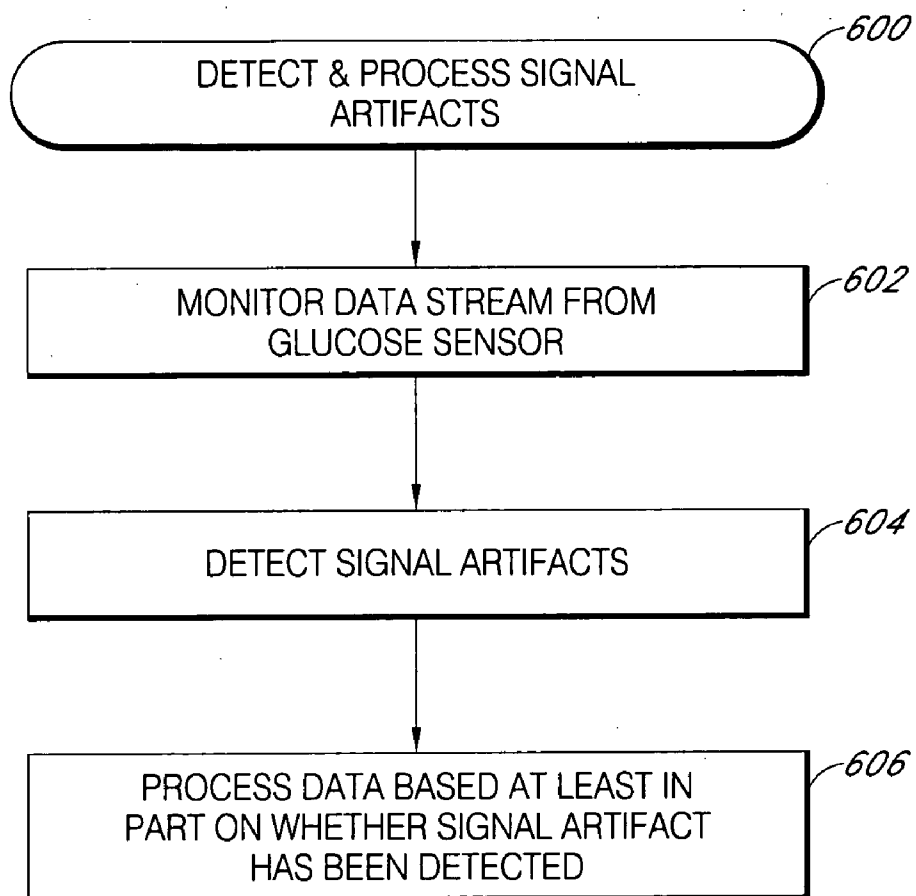 600
DETECT & PROCESS SIGNAL
ARTIFACTS
602
MONITOR DATA STREAM FROM
GLUCOSE SENSOR
604
DETECT SIGNAL ARTIFACTS
606
PROCESS DATA BASED AT LEAST IN
PART ON WHETHER SIGNAL ARTIFACT
HAS BEEN DETECTED